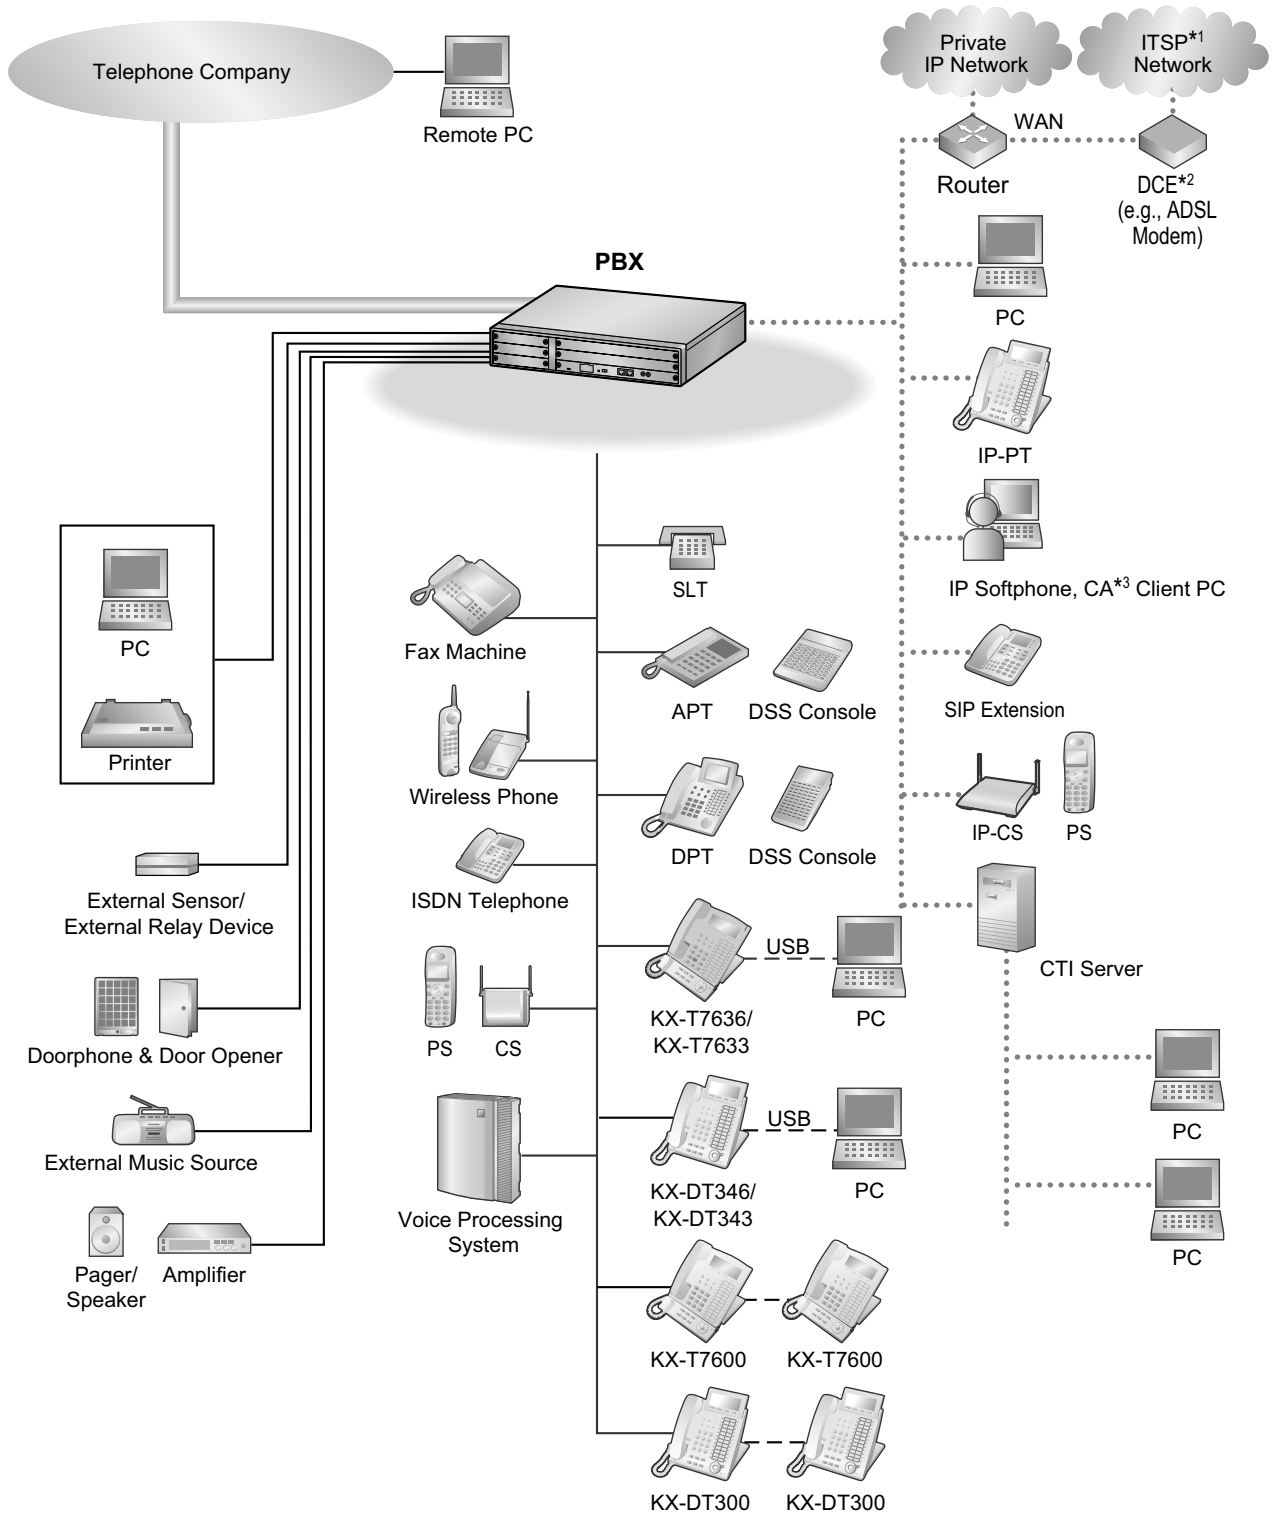 Telephone Company
Remote PC
Private
IP Network
ITSP*1
Network
WAN
Router
DCE*2
(e.g., ADSL
Modem)
PBX
PC
IP-PT
IP Softphone, CA*3 Client PC
SIP Extension
IP-CS
PS
CTI Server
PC
PC
PC
Printer
External Sensor/
External Relay Device
Doorphone & Door Opener
External Music Source
Pager/
Speaker
Amplifier
Fax Machine
Wireless Phone
ISDN Telephone
PS
CS
Voice Processing
System
SLT
APT
DSS Console
DPT
DSS Console
USB
KX-T7636/
KX-T7633
PC
USB
KX-DT346/
KX-DT343
PC
KX-T7600
KX-T7600
KX-DT300
KX-DT300